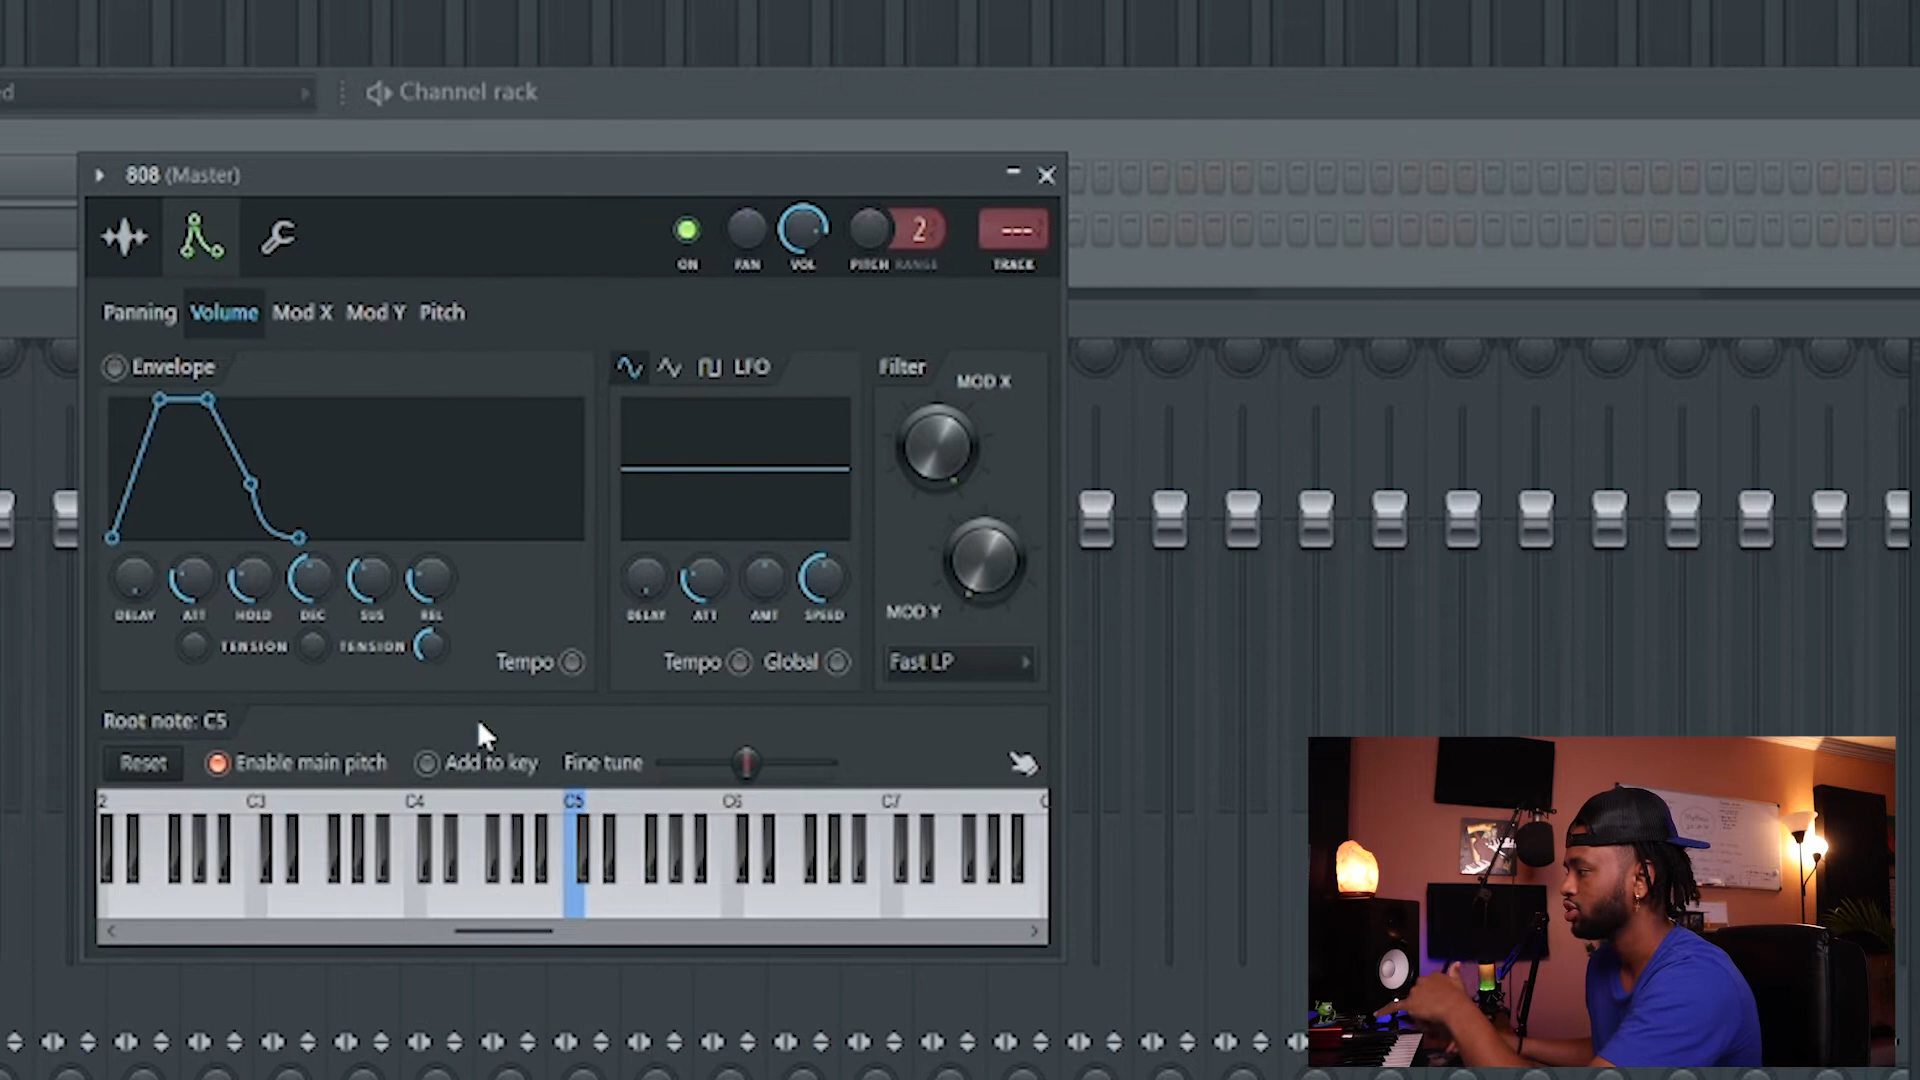 ed
Channel rack
808 (Master)
2
---
ON PAN VOL PITCH RANGE TRACK
Panning Volume Mod X Mod Y Pitch
Envelope
LFO
Filter
MOD X
DELAY ATT HOLD DEC SUS REL
TENSION TENSION
Tempo
DELAY ATT AMT SPEED
Tempo Global
MOD Y
Fast LP
Root note: C5
Reset Enable main pitch Add to key Fine tune
2 C3 C4 C5 C6 C7 C